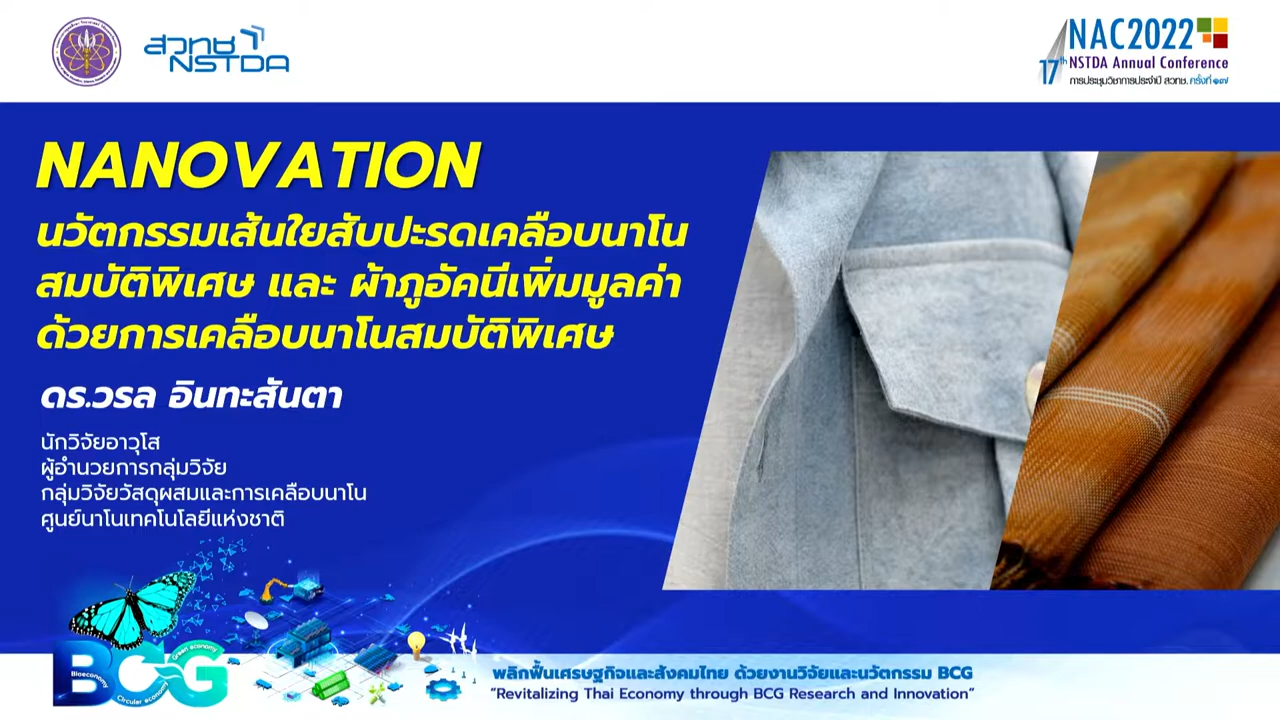 สวทช
NSTDA
NAC2022
17th NSTDA Annual Conference
การประชุมวิชาการประจำปี สวทช. ครั้งที่ ๑๗
NANOVATION
นวัตกรรมเส้นใยสับปะรดเคลือบนาโน
สมบัติพิเศษ และ ผ้าภูอัคนีเพิ่มมูลค่า
ด้วยการเคลือบนาโนสมบัติพิเศษ
ดร.วรล อินทะสันตา
นักวิจัยอาวุโส
ผู้อำนวยการกลุ่มวิจัย
กลุ่มวิจัยวัสดุผสมและการเคลือบนาโน
ศูนย์นาโนเทคโนโลยีแห่งชาติ
BCG
Bioeconomy
Circular economy
Green economy
พลิกฟื้นเศรษฐกิจและสังคมไทย ด้วยงานวิจัยและนวัตกรรม BCG
"Revitalizing Thai Economy through BCG Research and Innovation"